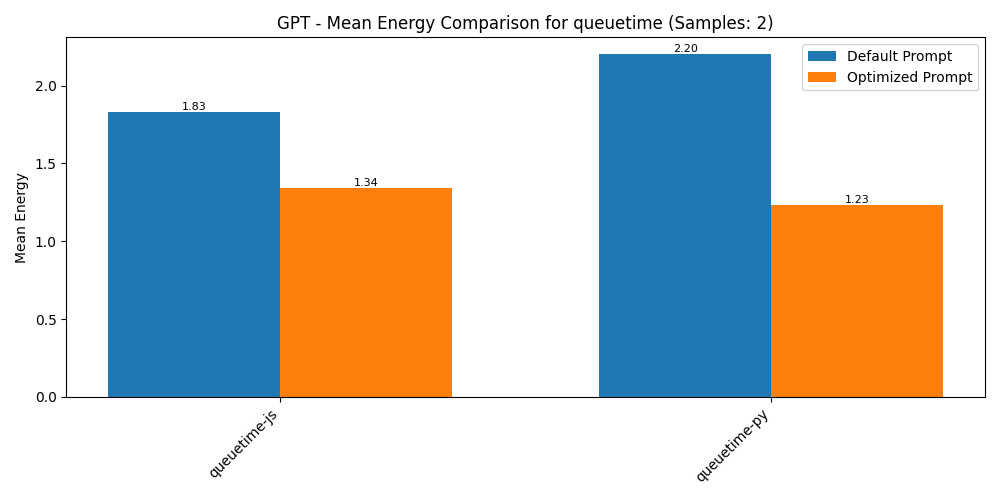 GPT - Mean Energy Comparison for queuetime (Samples: 2)
Default Prompt
Optimized Prompt
Mean Energy
2.0
1.5
1.0
0.5
0.0
1.83
1.34
2.20
1.23
queuetime-js
queuetime-py